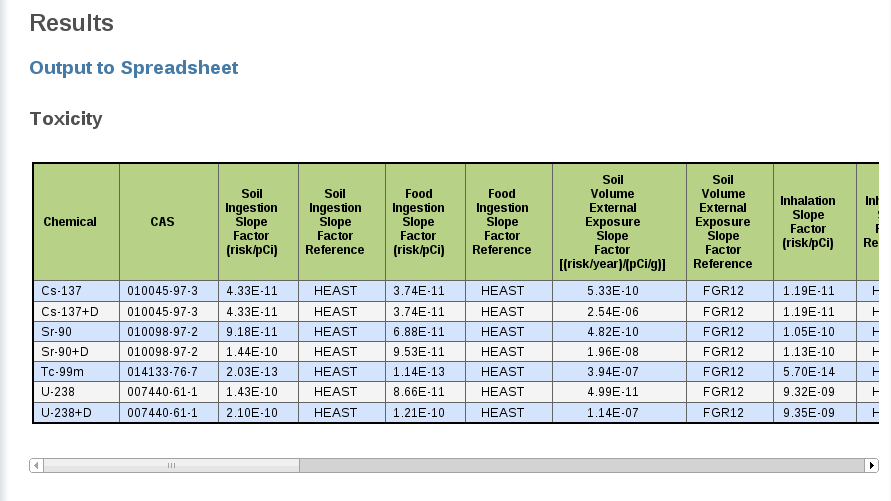 Results
Output to Spreadsheet
Toxicity
Chemical CAS Soil Ingestion Slope Factor (risk/pCi) Soil Ingestion Slope Factor Reference Food Ingestion Slope Factor (risk/pCi) Food Ingestion Slope Factor Reference Soil Volume External Exposure Slope Factor [(risk/year)/(pCi/g)] Soil Volume External Exposure Slope Factor Reference Inhalation Slope Factor (risk/pCi)
Cs-137 010045-97-3 4.33E-11 HEAST 3.74E-11 HEAST 5.33E-10 FGR12 1.19E-11
Cs-137+D 010045-97-3 4.33E-11 HEAST 3.74E-11 HEAST 2.54E-06 FGR12 1.19E-11
Sr-90 010098-97-2 9.18E-11 HEAST 6.88E-11 HEAST 4.82E-10 FGR12 1.05E-10
Sr-90+D 010098-97-2 1.44E-10 HEAST 9.53E-11 HEAST 1.96E-08 FGR12 1.13E-10
Tc-99m 014133-76-7 2.03E-13 HEAST 1.14E-13 HEAST 3.94E-07 FGR12 5.70E-14
U-238 007440-61-1 1.43E-10 HEAST 8.66E-11 HEAST 4.99E-11 FGR12 9.32E-09
U-238+D 007440-61-1 2.10E-10 HEAST 1.21E-10 HEAST 1.14E-07 FGR12 9.35E-09